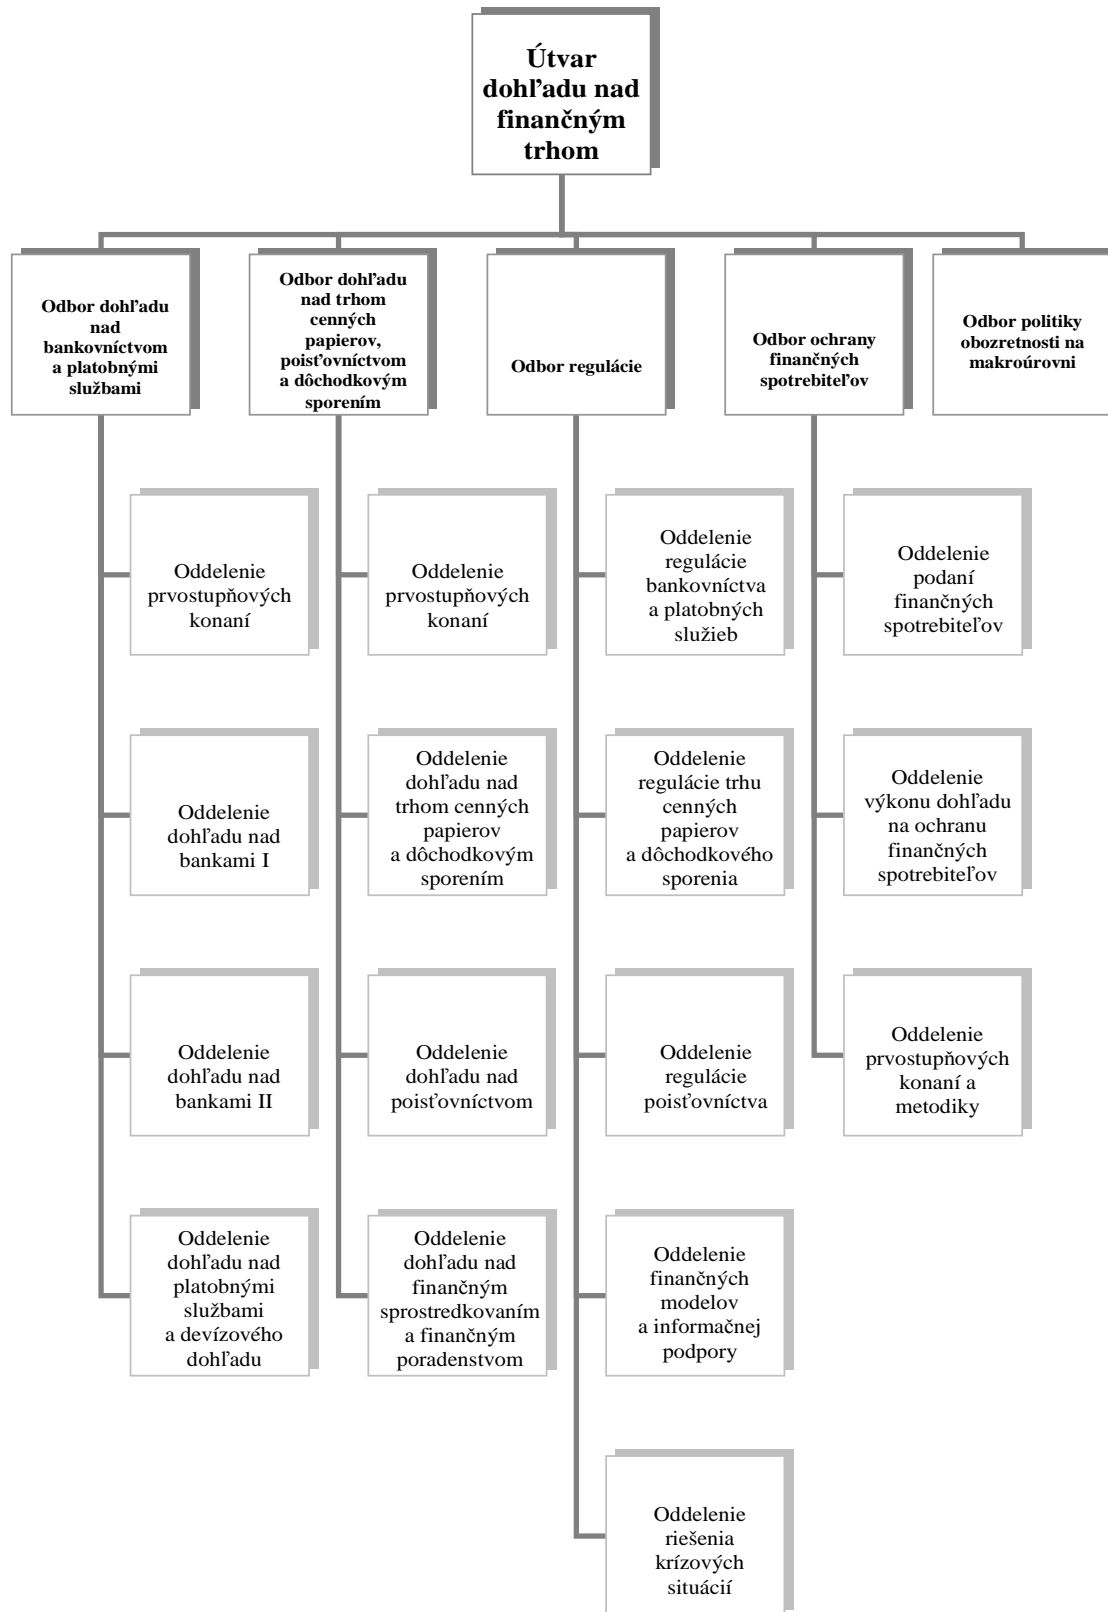 Útvar
dohľadu nad
finančným
trhom
Odbor dohľadu
nad
bankovníctvom
a platobnými
službami
Odbor dohľadu
nad trhom
cenných
papierov,
poisťovníctvom
a dôchodkovým
sporením
Odbor regulácie
Odbor ochrany
finančných
spotrebiteľov
Odbor politiky
obozretnosti na
makroúrovni
Oddelenie
prvostupňových
konaní
Oddelenie
prvostupňových
konaní
Oddelenie
regulácie
bankovníctva
a platobných
služieb
Oddelenie
podaní
finančných
spotrebiteľov
Oddelenie
dohľadu nad
bankami I
Oddelenie
dohľadu nad
trhom cenných
papierov
a dôchodkovým
sporením
Oddelenie
regulácie trhu
cenných
papierov
a dôchodkového
sporenia
Oddelenie
výkonu dohľadu
na ochranu
finančných
spotrebiteľov
Oddelenie
dohľadu nad
bankami II
Oddelenie
dohľadu nad
poisťovníctvom
Oddelenie
regulácie
poisťovníctva
Oddelenie
prvostupňových
konaní a
metodiky
Oddelenie
dohľadu nad
platobnými
službami
a devízového
dohľadu
Oddelenie
dohľadu nad
finančným
sprostredkovaním
a finančným
poradenstvom
Oddelenie
finančných
modelov
a informačnej
podpory
Oddelenie
riešenia
krízových
situácií